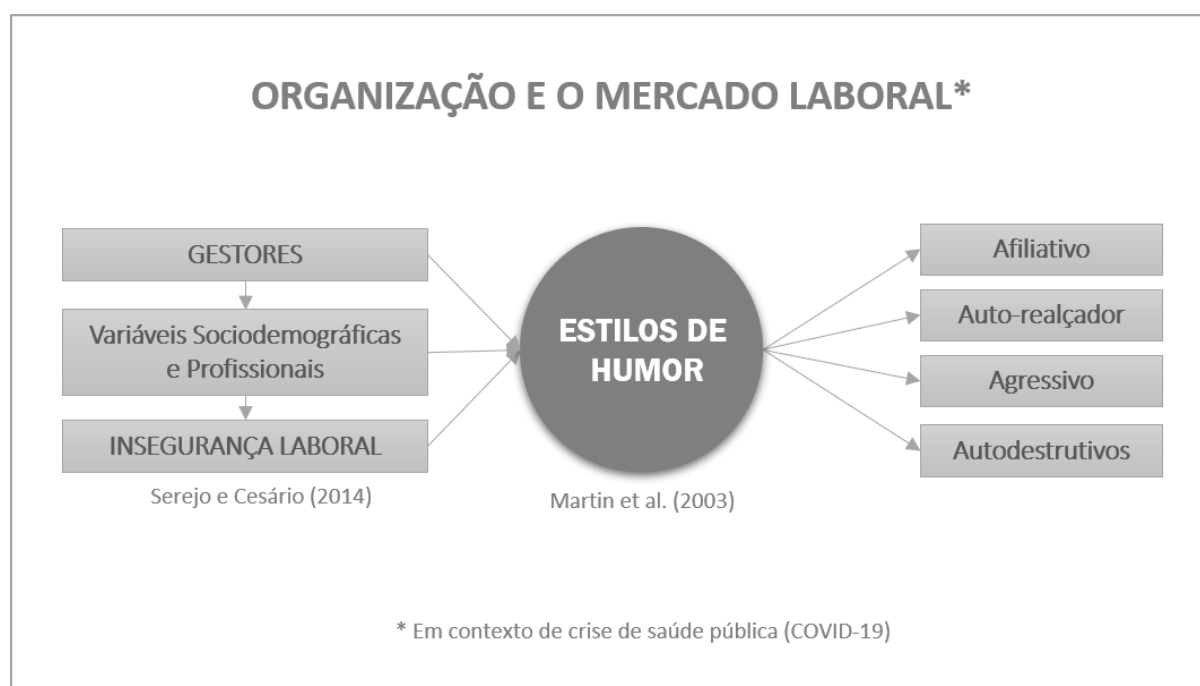 ORGANIZAÇÃO E O MERCADO LABORAL*
GESTORES
Variáveis Sociodemográficas
e Profissionais
INSEGURANÇA LABORAL
Serejo e Cesário (2014)
ESTILOS DE
HUMOR
Martin et al. (2003)
Afiliativo
Auto-realçador
Agressivo
Autodestrutivos
* Em contexto de crise de saúde pública (COVID-19)